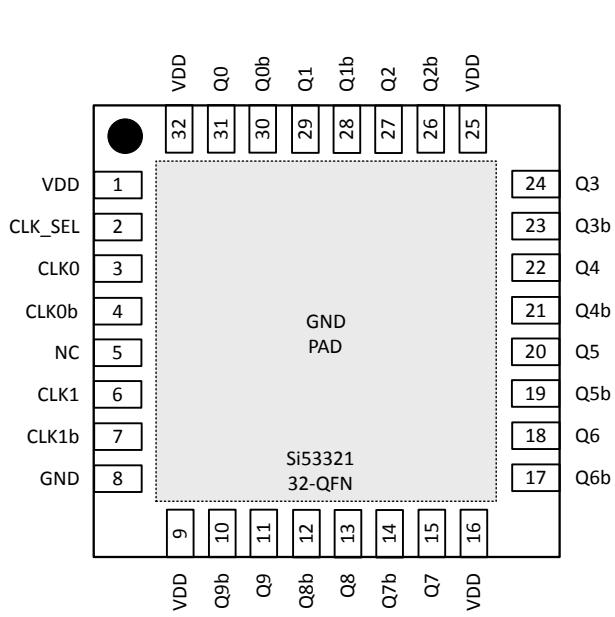 VDD Q0 Q0b Q1 Q1b Q2 Q2b VDD
32 31 30 29 28 27 26 25
VDD 1 24 Q3
CLK_SEL 2 23 Q3b
CLK0 3 22 Q4
CLK0b 4 21 Q4b
GND
PAD
NC 5 20 Q5
CLK1 6 19 Q5b
CLK1b 7 18 Q6
GND 8 17 Q6b
Si53321
32-QFN
9 10 11 12 13 14 15 16
VDD Q9b Q9 Q8b Q8 Q7b Q7 VDD